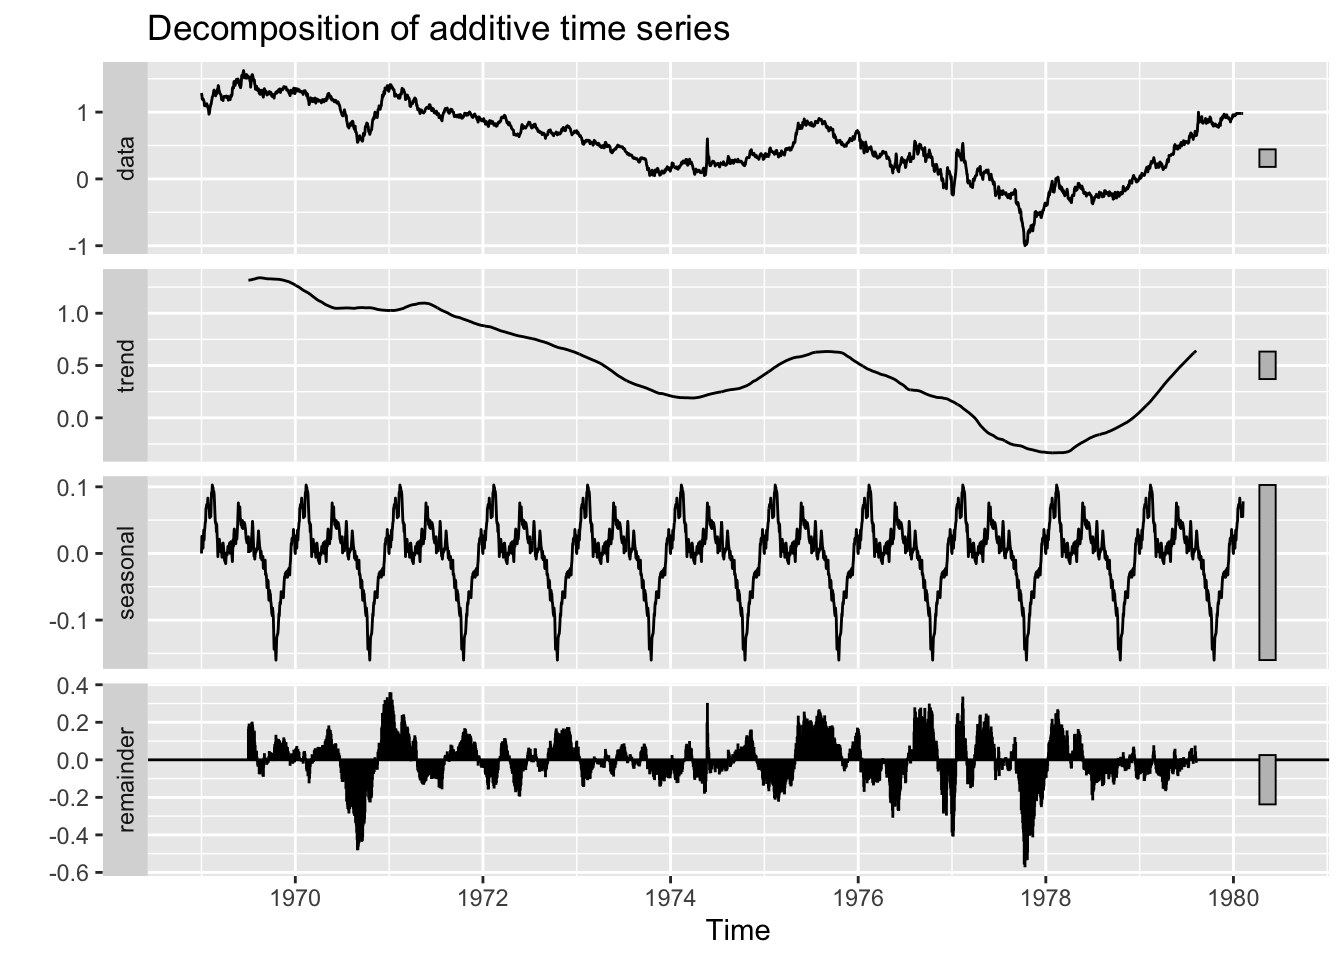 Decomposition of additive time series
data
1
0
-1
trend
1.0
0.5
0.0
seasonal
0.1
0.0
-0.1
remainder
0.4
0.2
0.0
-0.2
-0.4
-0.6
1970 1972 1974 1976 1978 1980
Time